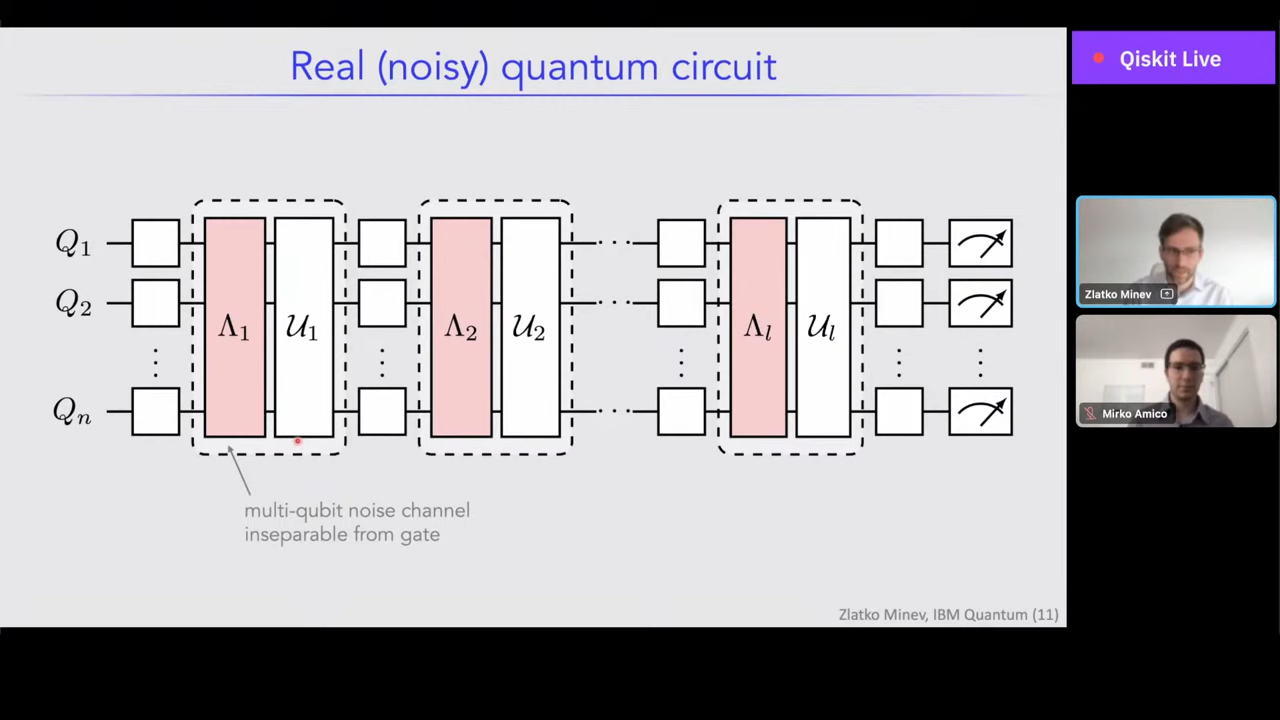 Real (noisy) quantum circuit
Qiskit Live
Q₁
Q₂
⋮
Qₙ
Λ₁
𝒰₁
Λ₂
𝒰₂
···
···
···
Λₗ
𝒰ₗ
multi-qubit noise channel
inseparable from gate
Zlatko Minev, IBM Quantum (11)
Zlatko Minev
Mirko Amico